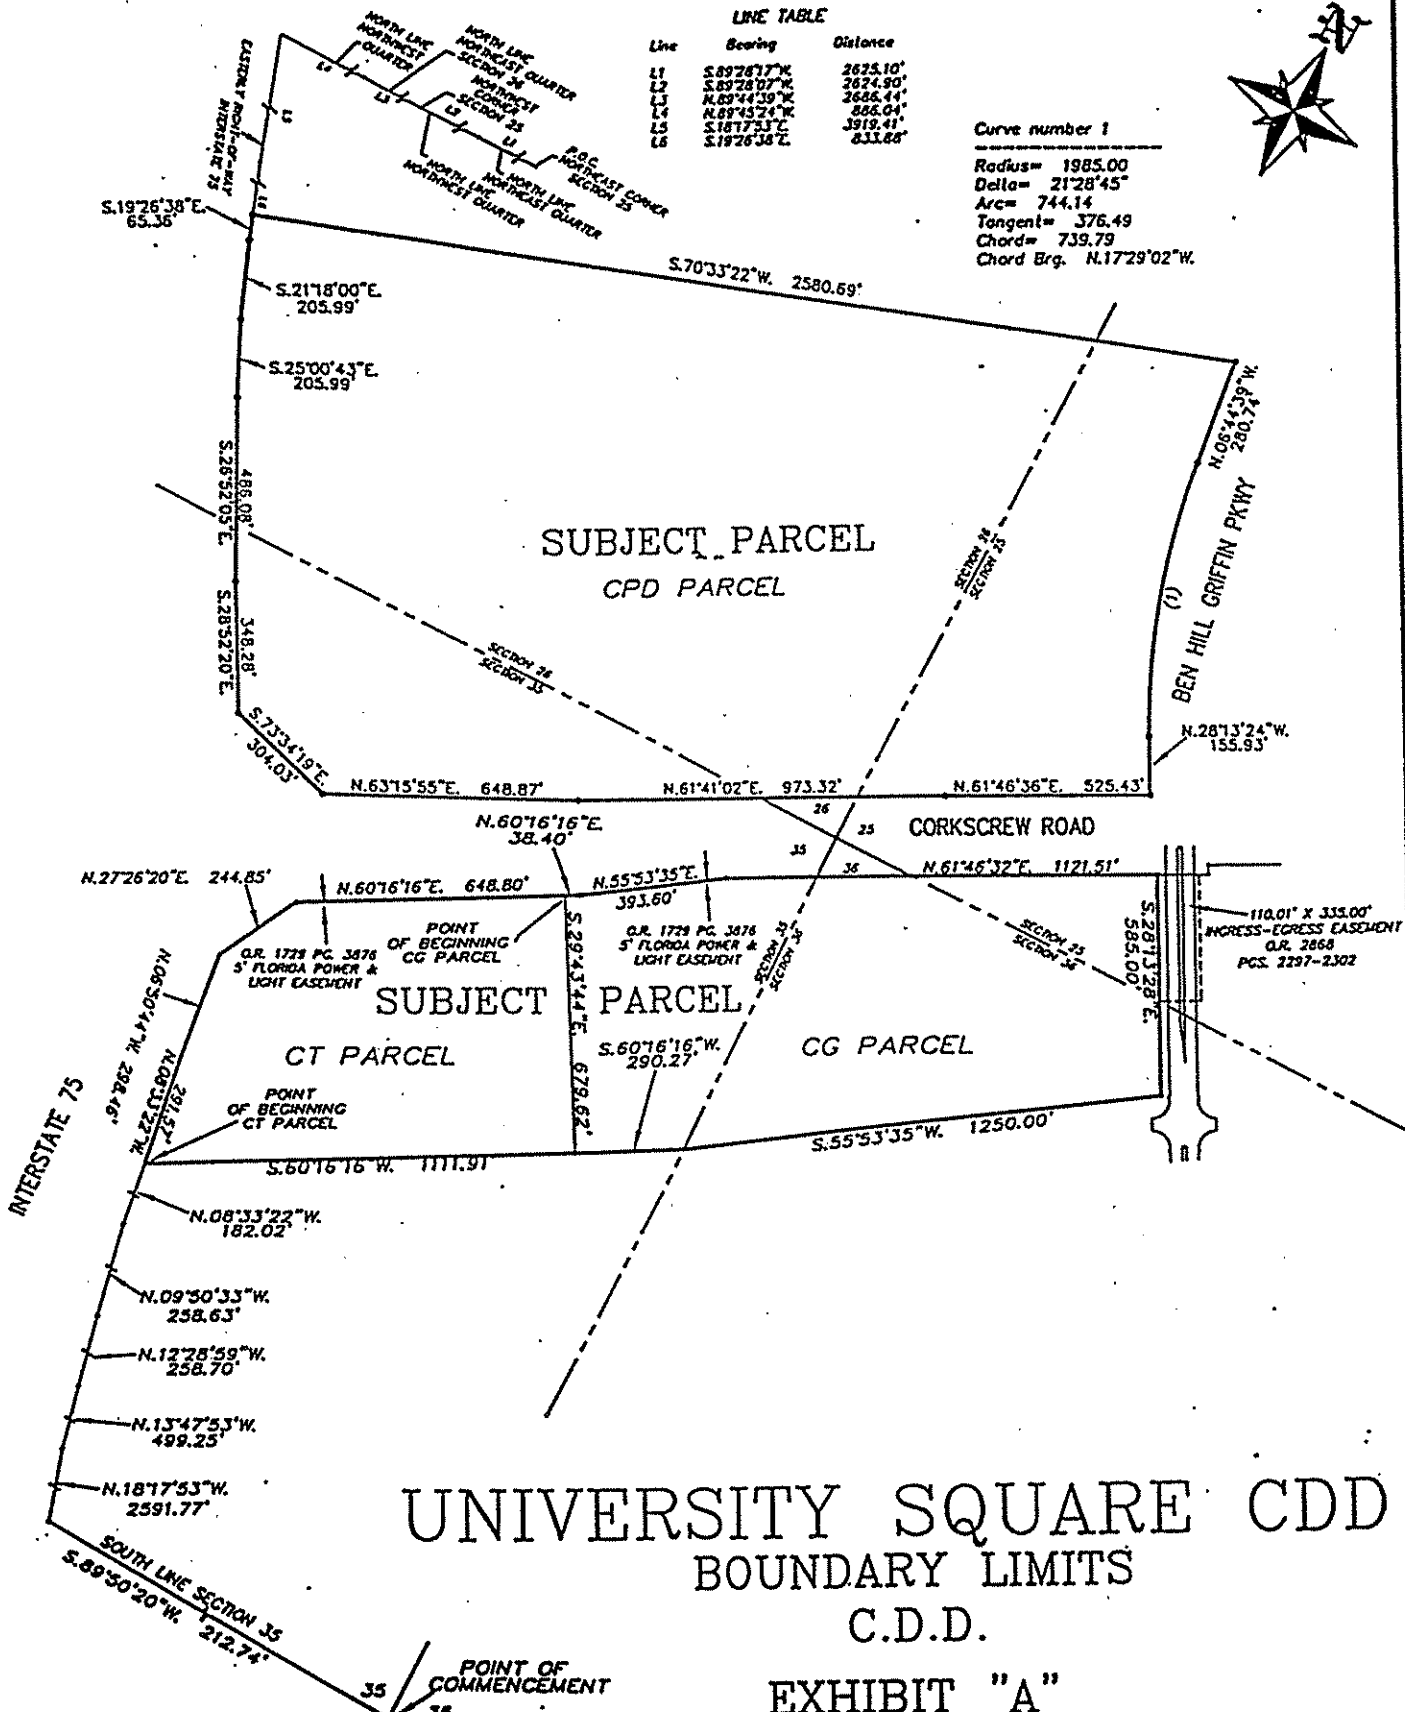 LINE TABLE
Line Bearing Distance
L1 S.89°28'17"W. 2625.10'
L2 S.89°28'07"W. 2624.90'
L3 N.89°44'39"W. 2686.44'
L4 N.89°45'24"W. 886.04'
L5 S.18°17'53"E. 3919.41'
L6 S.19°26'38"E. 833.88'
N
Curve number 1
Radius= 1985.00
Delta= 21°28'45"
Arc= 744.14
Tangent= 376.49
Chord= 739.79
Chord Brg. N.17°29'02"W.
NORTH LINE
NORTHWEST
QUARTER
NORTH LINE
NORTHEAST QUARTER
SECTION 26
NORTHWEST
CORNER
SECTION 25
L4
L3
L2
L1
P.O.C.
NORTHEAST CORNER
SECTION 25
NORTH LINE
NORTHWEST QUARTER
NORTH LINE
NORTHEAST QUARTER
EASTERLY RIGHT-OF-WAY
INTERSTATE 75
L5
L6
S.19°26'38"E.
65.36'
S.70°33'22"W. 2580.69'
S.21°18'00"E.
205.99'
S.25°00'43"E.
205.99'
N.06°44'39"W.
280.74'
S.26°52'05"E.
486.08'
SUBJECT PARCEL
CPD PARCEL
SECTION 26
SECTION 25
(1)
BEN HILL GRIFFIN PKWY
S.28°52'20"E.
348.28'
SECTION 26
SECTION 35
S.73°34'19"E.
304.03'
N.28°13'24"W.
155.93'
N.63°15'55"E. 648.87'
N.61°41'02"E. 973.32'
N.61°46'36"E. 525.43'
N.60°16'16"E.
38.40'
26
25
35
36
CORKSCREW ROAD
N.27°26'20"E. 244.85'
N.60°16'16"E. 648.80'
N.55°53'35"E.
393.60'
N.61°46'32"E. 1121.51'
O.R. 1729 PG. 3876
5' FLORIDA POWER &
LIGHT EASEMENT
POINT
OF BEGINNING
CG PARCEL
O.R. 1729 PG. 3876
5' FLORIDA POWER &
LIGHT EASEMENT
SECTION 35
SECTION 36
SECTION 25
SECTION 36
S.28°13'28"E.
585.00'
110.01' X 335.00'
INGRESS-EGRESS EASEMENT
O.R. 2868
PGS. 2297-2302
N.06°50'44"W. 298.46'
SUBJECT PARCEL
S.29°43'44"E. 679.62'
CT PARCEL
S.60°16'16"W.
290.27'
CG PARCEL
N.08°33'22"W.
291.57'
POINT
OF BEGINNING
CT PARCEL
INTERSTATE 75
S.60°16'16"W. 1111.91'
S.55°53'35"W. 1250.00'
N.08°33'22"W.
182.02'
N.09°50'33"W.
258.63'
N.12°28'59"W.
258.70'
N.13°47'53"W.
499.25'
N.18°17'53"W.
2591.77'
UNIVERSITY SQUARE CDD
BOUNDARY LIMITS
C.D.D.
EXHIBIT "A"
SOUTH LINE SECTION 35
S.89°50'20"W. 212.74'
35
36
POINT OF
COMMENCEMENT